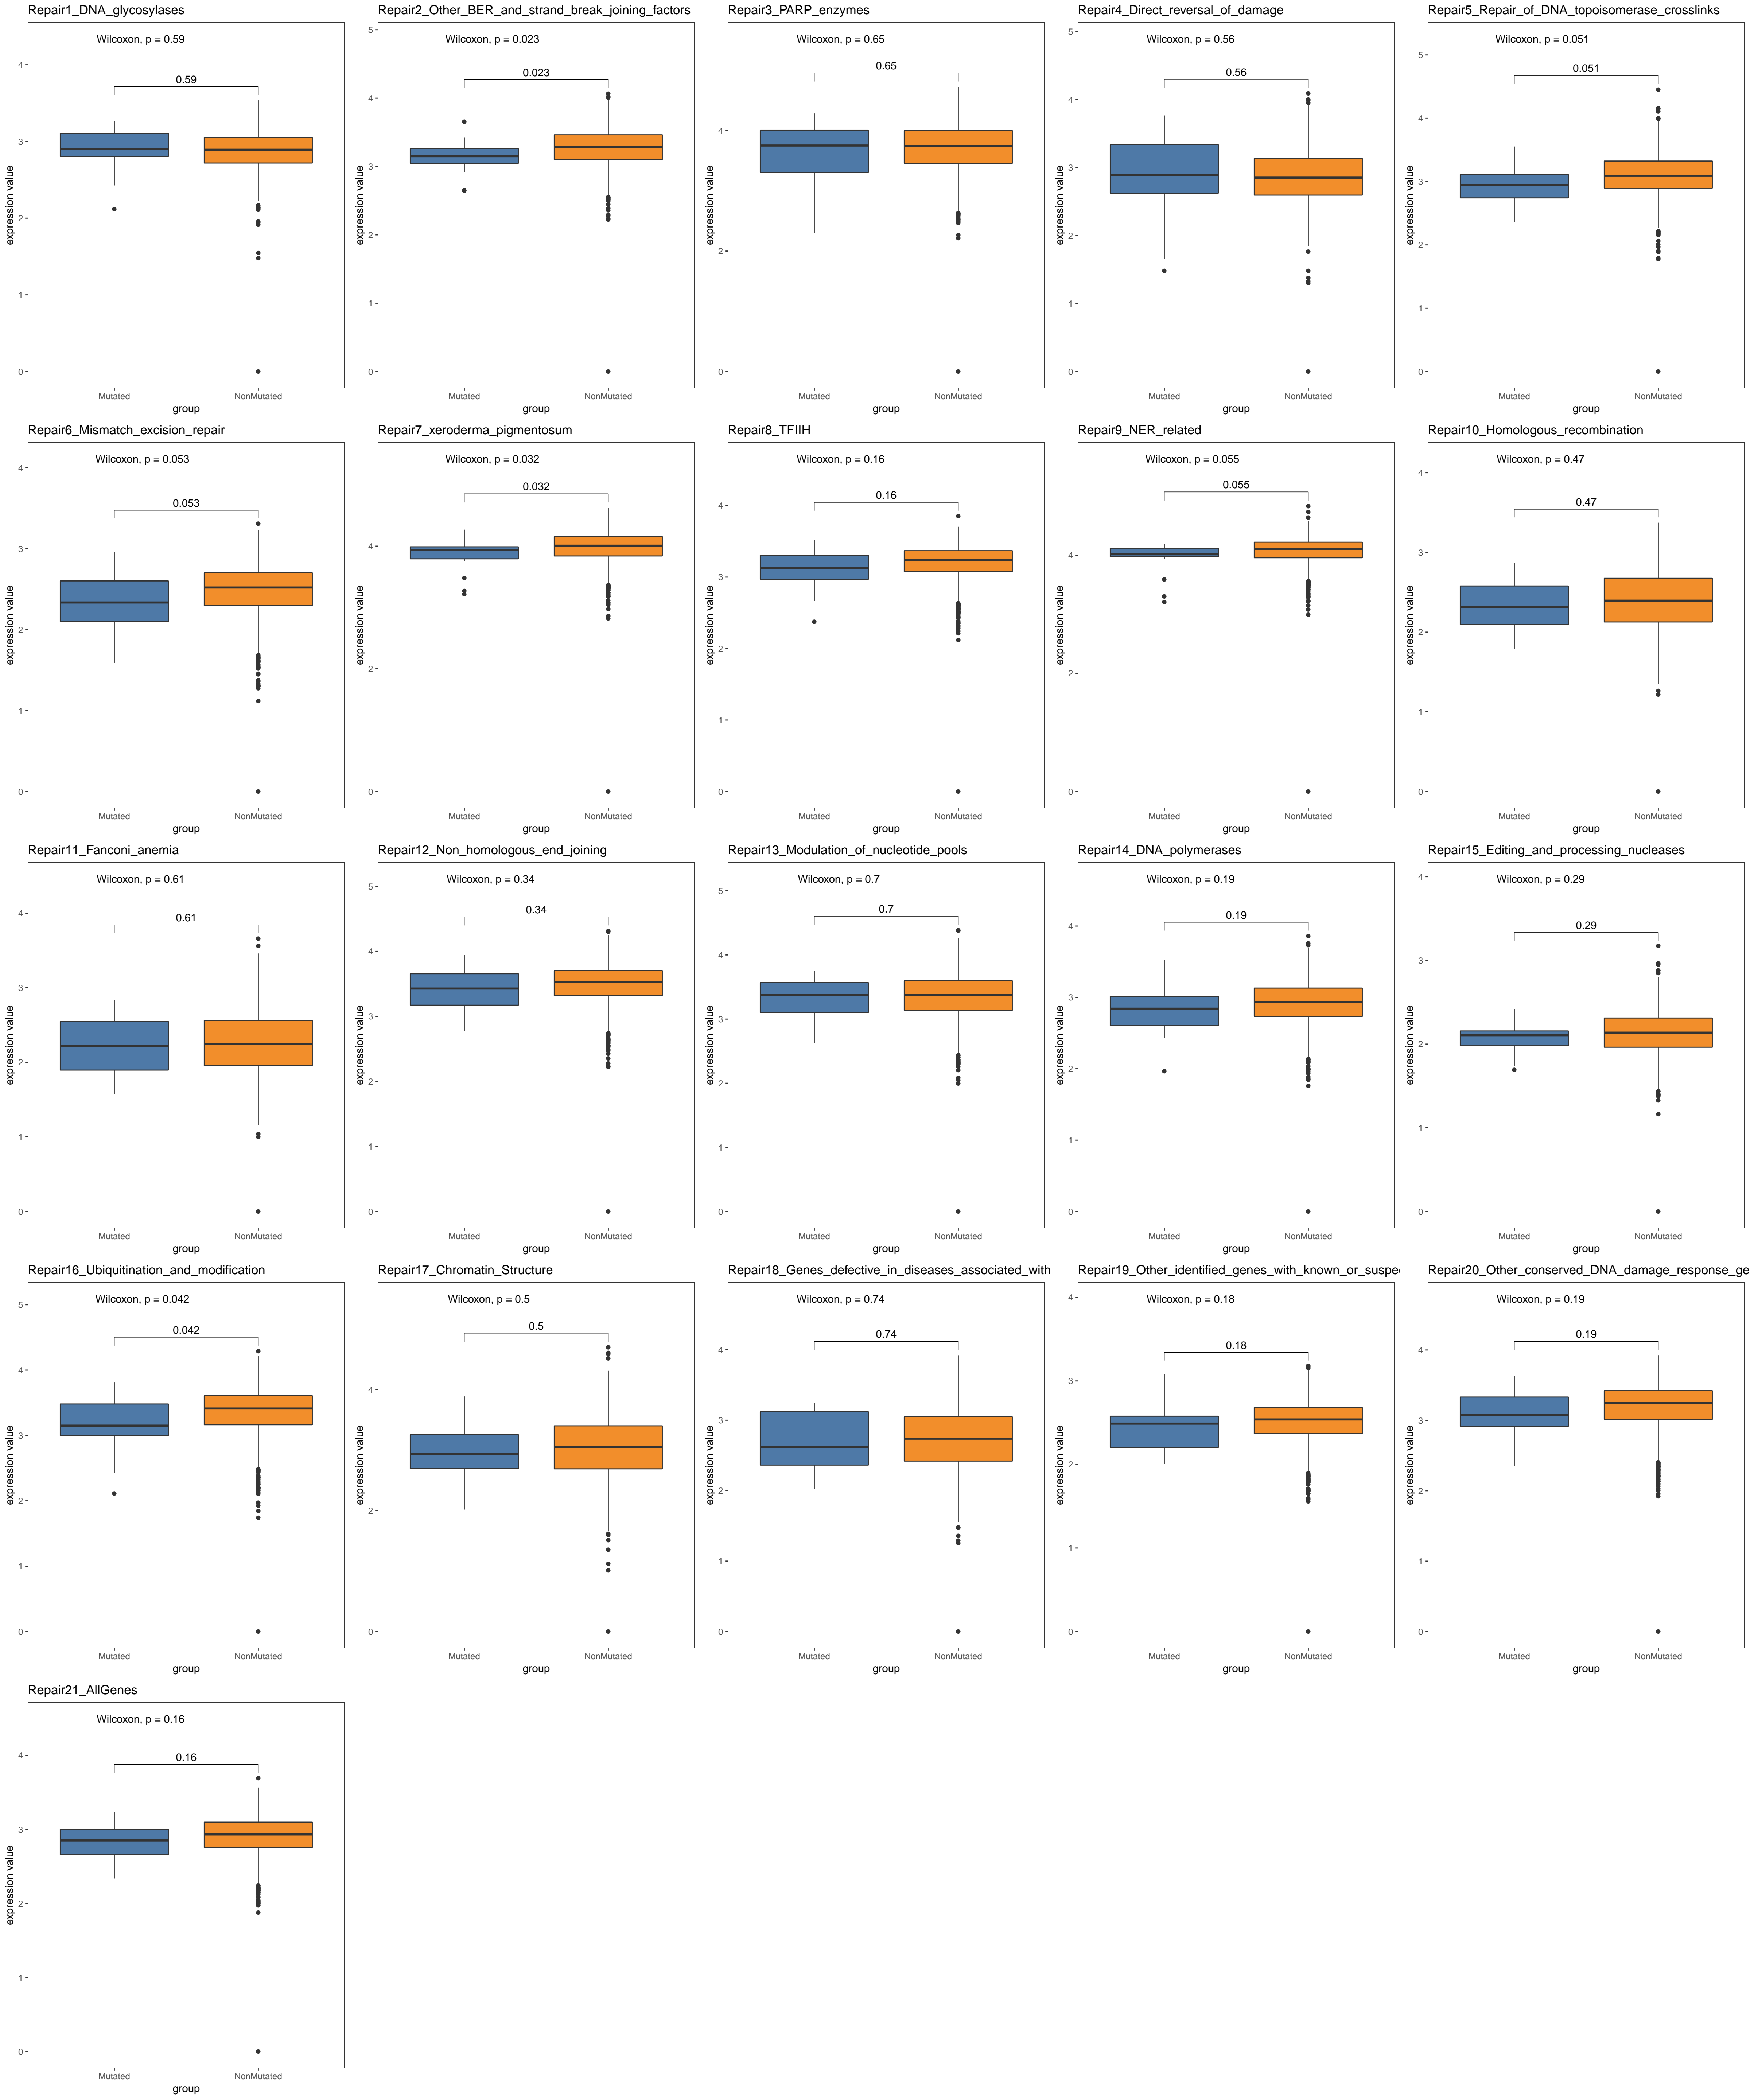 Repair1_DNA_glycosylases
Wilcoxon, p = 0.59
0.59
4
3
2
1
0
expression value
Mutated
NonMutated
group
Repair2_Other_BER_and_strand_break_joining_factors
Wilcoxon, p = 0.023
0.023
5
4
3
2
1
0
expression value
Mutated
NonMutated
group
Repair3_PARP_enzymes
Wilcoxon, p = 0.65
0.65
4
2
0
expression value
Mutated
NonMutated
group
Repair4_Direct_reversal_of_damage
Wilcoxon, p = 0.56
0.56
5
4
3
2
1
0
expression value
Mutated
NonMutated
group
Repair5_Repair_of_DNA_topoisomerase_crosslinks
Wilcoxon, p = 0.051
0.051
5
4
3
2
1
0
expression value
Mutated
NonMutated
group
Repair6_Mismatch_excision_repair
Wilcoxon, p = 0.053
0.053
4
3
2
1
0
expression value
Mutated
NonMutated
group
Repair7_xeroderma_pigmentosum
Wilcoxon, p = 0.032
0.032
4
2
0
expression value
Mutated
NonMutated
group
Repair8_TFIIH
Wilcoxon, p = 0.16
0.16
4
3
2
1
0
expression value
Mutated
NonMutated
group
Repair9_NER_related
Wilcoxon, p = 0.055
0.055
4
2
0
expression value
Mutated
NonMutated
group
Repair10_Homologous_recombination
Wilcoxon, p = 0.47
0.47
4
3
2
1
0
expression value
Mutated
NonMutated
group
Repair11_Fanconi_anemia
Wilcoxon, p = 0.61
0.61
4
3
2
1
0
expression value
Mutated
NonMutated
group
Repair12_Non_homologous_end_joining
Wilcoxon, p = 0.34
0.34
5
4
3
2
1
0
expression value
Mutated
NonMutated
group
Repair13_Modulation_of_nucleotide_pools
Wilcoxon, p = 0.7
0.7
5
4
3
2
1
0
expression value
Mutated
NonMutated
group
Repair14_DNA_polymerases
Wilcoxon, p = 0.19
0.19
4
3
2
1
0
expression value
Mutated
NonMutated
group
Repair15_Editing_and_processing_nucleases
Wilcoxon, p = 0.29
0.29
4
3
2
1
0
expression value
Mutated
NonMutated
group
Repair16_Ubiquitination_and_modification
Wilcoxon, p = 0.042
0.042
5
4
3
2
1
0
expression value
Mutated
NonMutated
group
Repair17_Chromatin_Structure
Wilcoxon, p = 0.5
0.5
4
2
0
expression value
Mutated
NonMutated
group
Repair18_Genes_defective_in_diseases_associated_with
Wilcoxon, p = 0.74
0.74
4
3
2
1
0
expression value
Mutated
NonMutated
group
Repair19_Other_identified_genes_with_known_or_suspe
Wilcoxon, p = 0.18
0.18
4
3
2
1
0
expression value
Mutated
NonMutated
group
Repair20_Other_conserved_DNA_damage_response_ge
Wilcoxon, p = 0.19
0.19
4
3
2
1
0
expression value
Mutated
NonMutated
group
Repair21_AllGenes
Wilcoxon, p = 0.16
0.16
4
3
2
1
0
expression value
Mutated
NonMutated
group